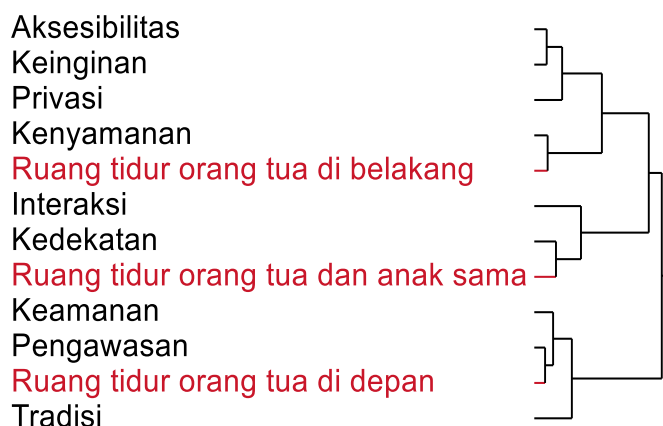 Aksesibilitas
Keinginan
Privasi
Kenyamanan
Ruang tidur orang tua di belakang
Interaksi
Kedekatan
Ruang tidur orang tua dan anak sama
Keamanan
Pengawasan
Ruang tidur orang tua di depan
Tradisi